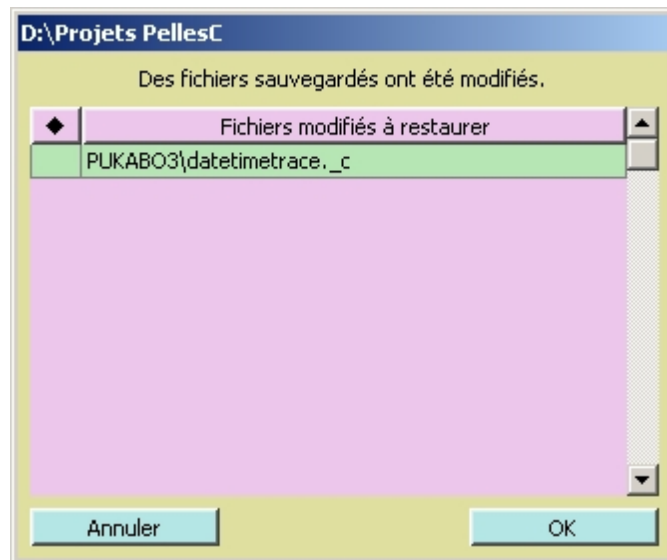 D:\Projets PellesC
Des fichiers sauvegardés ont été modifiés.
Fichiers modifiés à restaurer
PUKABO3\datetimetrace._c
Annuler
OK